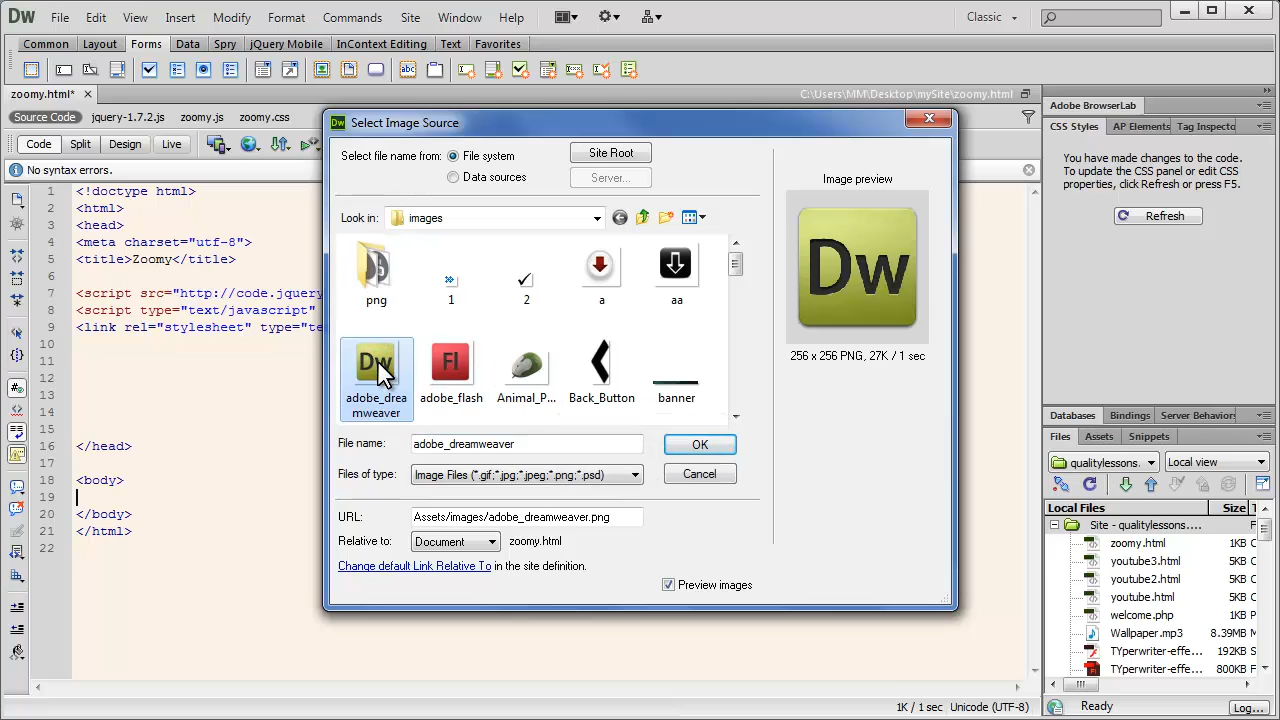 Dw File Edit View Insert Modify Format Commands Site Window Help Classic
Common Layout Forms Data Spry jQuery Mobile InContext Editing Text Favorites
zoomy.html* C:\Users\MM\Desktop\mySite\zoomy.html
Source Code jquery-1.7.2.js zoomy.js zoomy.css
Code Split Design Live
No syntax errors.
1 <!doctype html>
2 <html>
3 <head>
4 <meta charset="utf-8">
5 <title>Zoomy</title>
6
7 <script src="http://code.jquery
8 <script type="text/javascript"
9 <link rel="stylesheet" type="te
10
11
12
13
14
15
16 </head>
17
18 <body>
19
20 </body>
21 </html>
22
Select Image Source
Select file name from: File system Site Root
Data sources Server...
Look in: images
png 1 2 a aa
Dw Fl
adobe_drea
mweaver adobe_flash Animal_P... Back_Button banner
File name: adobe_dreamweaver OK
Files of type: Image Files (*.gif;*.jpg;*.jpeg;*.png;*.psd) Cancel
URL: Assets/images/adobe_dreamweaver.png
Relative to: Document zoomy.html
Change default Link Relative To in the site definition.
Preview images
Image preview
Dw
256 x 256 PNG, 27K / 1 sec
Adobe BrowserLab
CSS Styles AP Elements Tag Inspecto
You have made changes to the code.
To update the CSS panel or edit CSS
properties, click Refresh or press F5.
Refresh
Databases Bindings Server Behaviors
Files Assets Snippets
qualitylessons. Local view
Local Files Size T
Site - qualitylessons.... F
zoomy.html 1KB C
youtube3.html 5KB C
youtube2.html 5KB C
youtube.html 5KB C
welcome.php 1KB P
Wallpaper.mp3 8.39MB
TYperwriter-effe... 192KB
TYperwriter-effe... 800KB F
Ready Log...
1K / 1 sec Unicode (UTF-8)